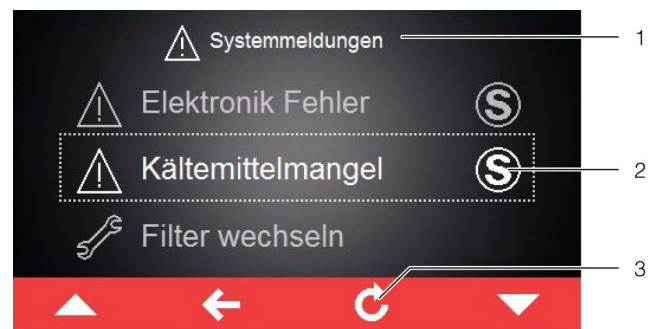 Systemmeldungen
1
Elektronik Fehler
S
Kältemittelmangel
S
2
Filter wechseln
3